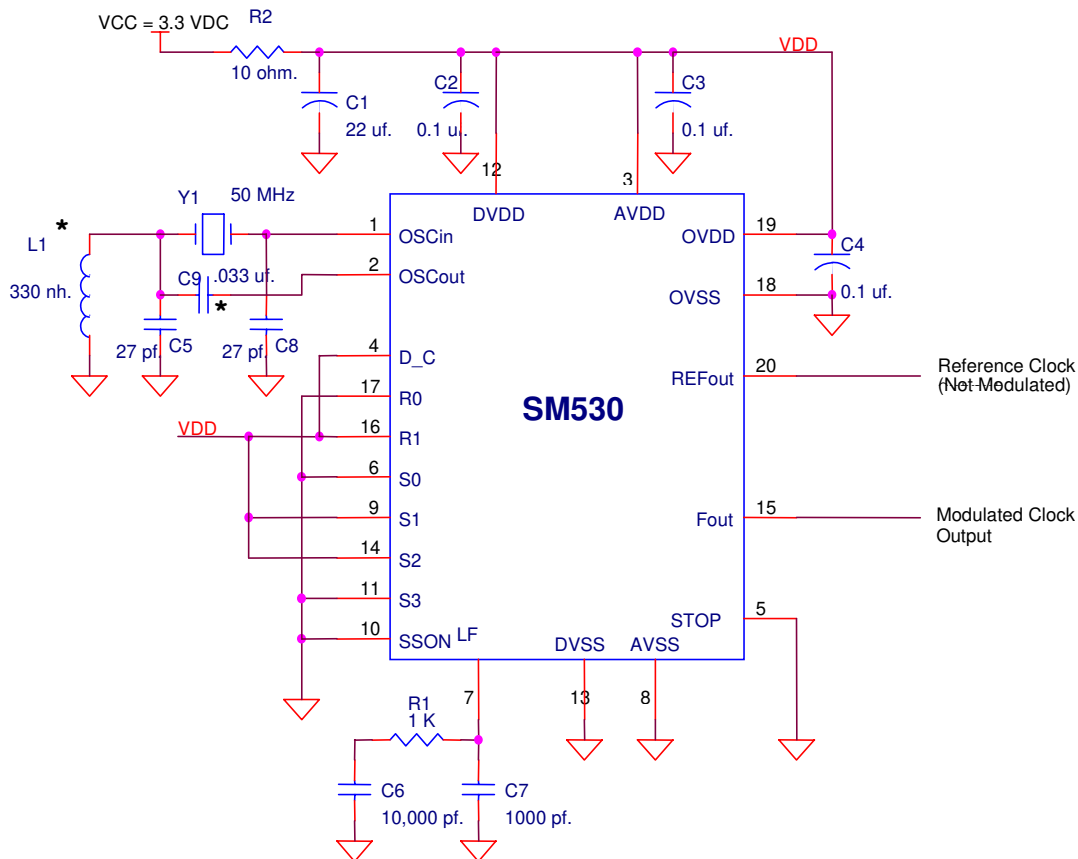 VCC = 3.3 VDC
R2
10 ohm.
VDD
C1
22 uf.
C2
0.1 uf.
C3
0.1 uf.
12
3
DVDD
AVDD
Y1
50 MHz
*
L1
330 nh.
1
OSCin
2
OSCout
C9
.033 uf.
*
C5
27 pf.
C8
27 pf.
OVDD
19
C4
0.1 uf.
OVSS
18
4
D_C
17
R0
VDD
16
R1
6
S0
9
S1
14
S2
11
S3
10
SSON
LF
SM530
REFout
20
Reference Clock
(Not Modulated)
Fout
15
Modulated Clock
Output
STOP
5
DVSS
AVSS
7
13
8
R1
1 K
C6
10,000 pf.
C7
1000 pf.